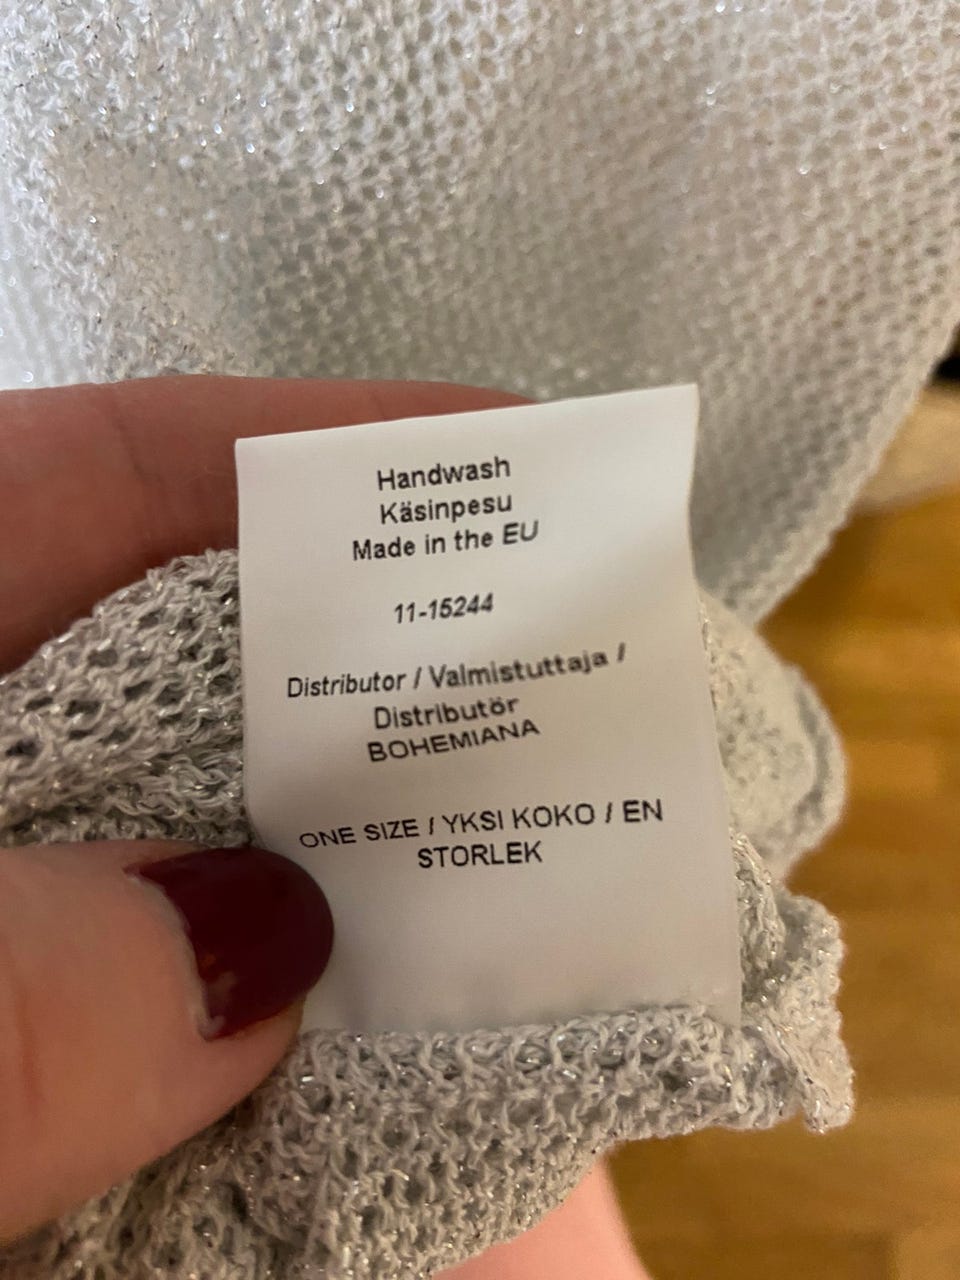 Handwash
Käsinpesu
Made in the EU
11-15244
Distributor / Valmistuttaja /
Distributör
BOHEMIANA
ONE SIZE / YKSI KOKO / EN
STORLEK